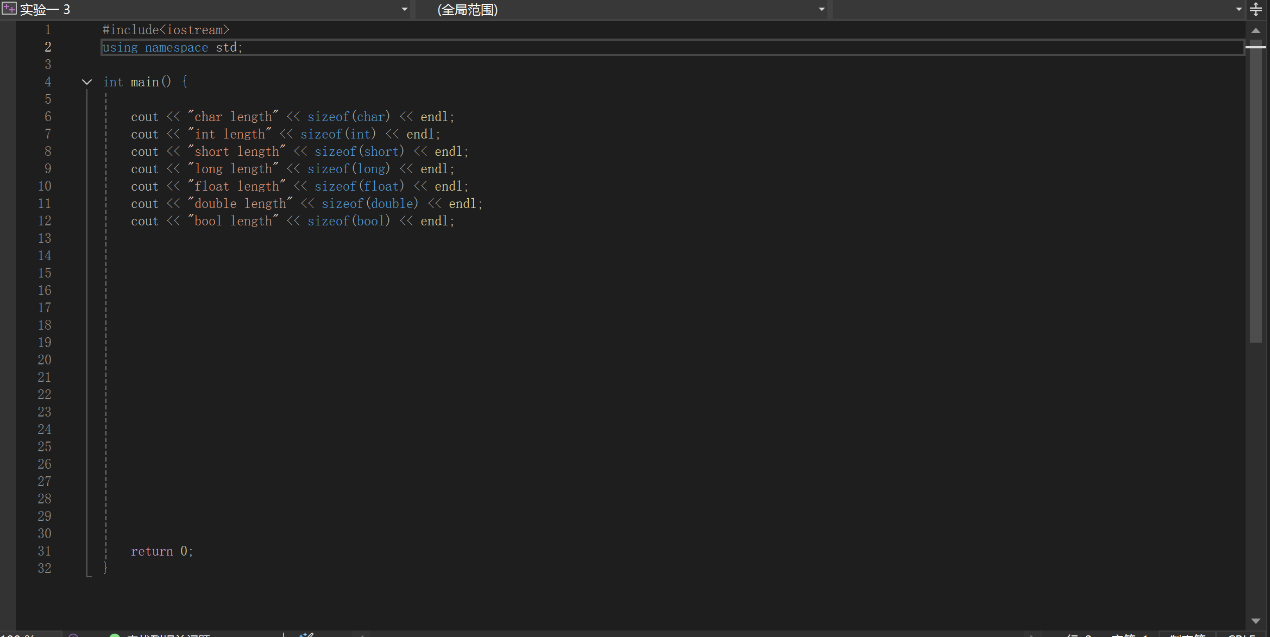 实验一 3 (全局范围)
1 #include<iostream>
2 using namespace std;
3
4 int main() {
5
6 cout << "char length" << sizeof(char) << endl;
7 cout << "int length" << sizeof(int) << endl;
8 cout << "short length" << sizeof(short) << endl;
9 cout << "long length" << sizeof(long) << endl;
10 cout << "float length" << sizeof(float) << endl;
11 cout << "double length" << sizeof(double) << endl;
12 cout << "bool length" << sizeof(bool) << endl;
13
14
15
16
17
18
19
20
21
22
23
24
25
26
27
28
29
30
31 return 0;
32 }